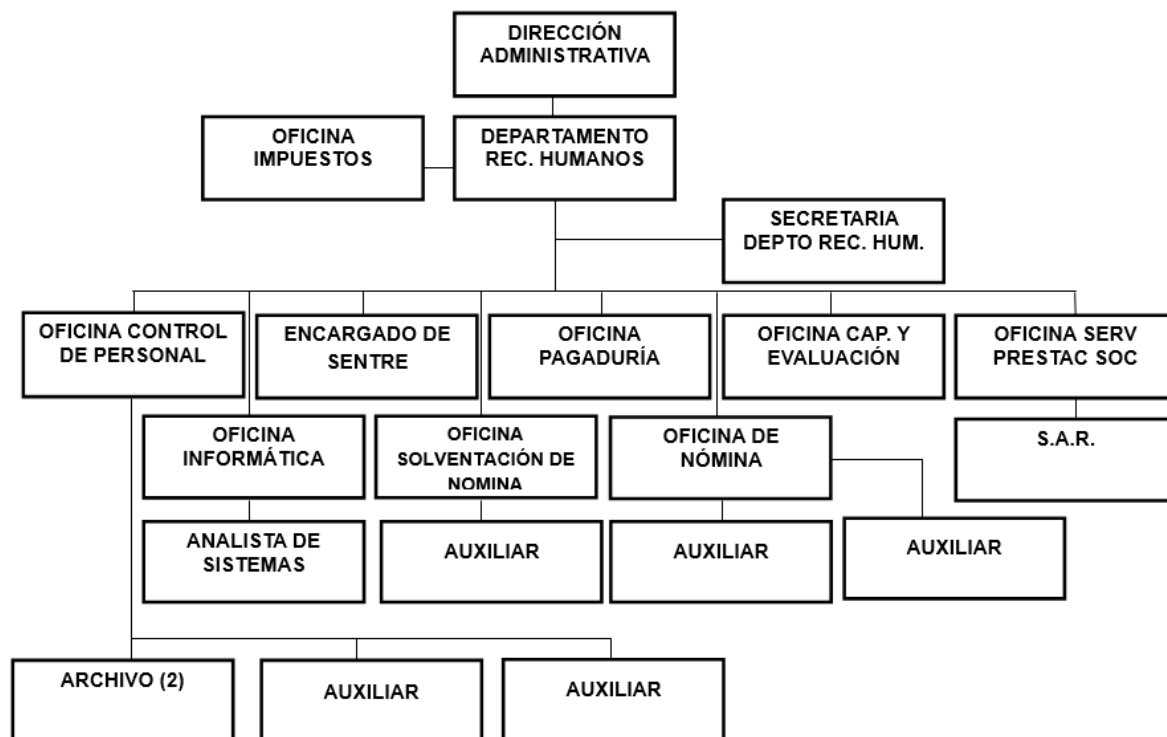 DIRECCIÓN
ADMINISTRATIVA
OFICINA
IMPUESTOS
DEPARTAMENTO
REC. HUMANOS
SECRETARIA
DEPTO REC. HUM.
OFICINA CONTROL
DE PERSONAL
ENCARGADO DE
SENTRE
OFICINA
PAGADURÍA
OFICINA CAP. Y
EVALUACIÓN
OFICINA SERV
PRESTAC SOC
OFICINA
INFORMÁTICA
OFICINA
SOLVENTACIÓN DE
NOMINA
OFICINA DE
NÓMINA
S.A.R.
ANALISTA DE
SISTEMAS
AUXILIAR
AUXILIAR
AUXILIAR
ARCHIVO (2)
AUXILIAR
AUXILIAR